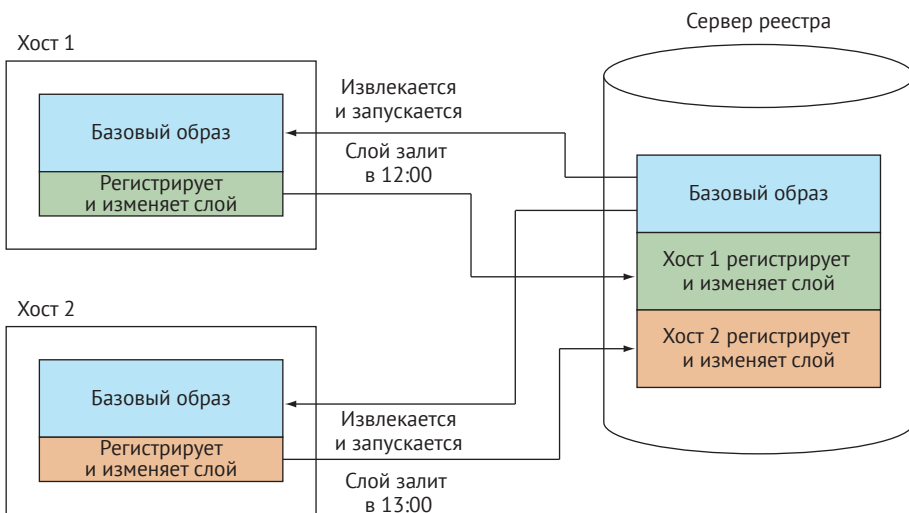 Сервер реестра
Хост 1
Извлекается
и запускается
Базовый образ
Слой залит
в 12:00
Регистрирует
и изменяет слой
Базовый образ
Хост 1 регистрирует
и изменяет слой
Хост 2
Хост 2 регистрирует
и изменяет слой
Базовый образ
Извлекается
и запускается
Регистрирует
и изменяет слой
Слой залит
в 13:00